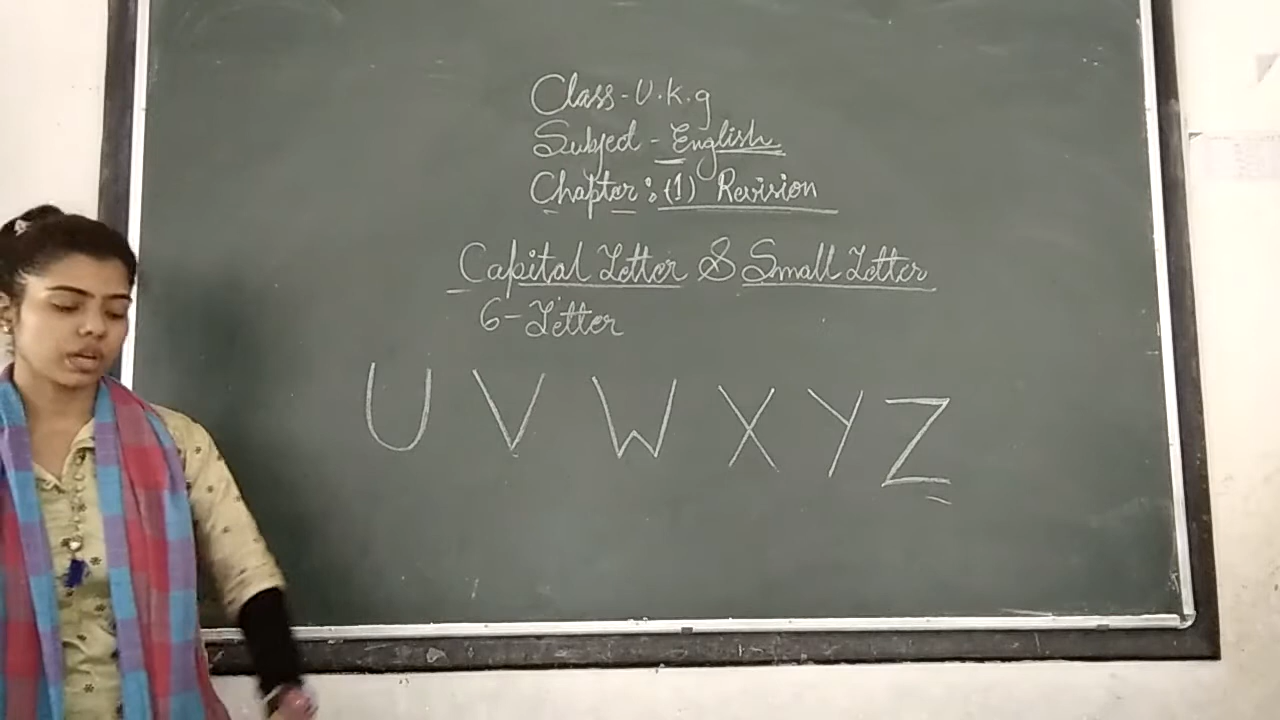 Class - U.K.g
Subject - English
Chapter : (1) Revision
Capital Letter & Small Letter
6 - Letter
U V W X Y Z